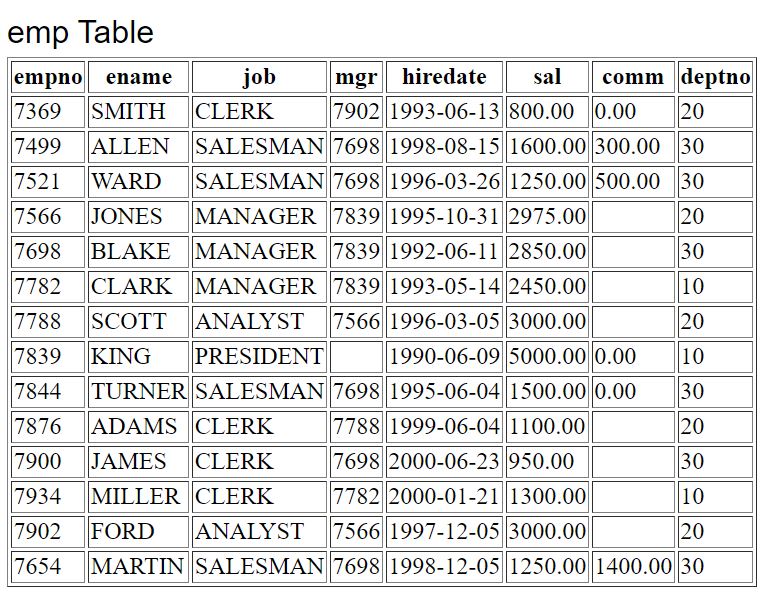 emp Table
empno ename job mgr hiredate sal comm deptno
7369 SMITH CLERK 7902 1993-06-13 800.00 0.00 20
7499 ALLEN SALESMAN 7698 1998-08-15 1600.00 300.00 30
7521 WARD SALESMAN 7698 1996-03-26 1250.00 500.00 30
7566 JONES MANAGER 7839 1995-10-31 2975.00 20
7698 BLAKE MANAGER 7839 1992-06-11 2850.00 30
7782 CLARK MANAGER 7839 1993-05-14 2450.00 10
7788 SCOTT ANALYST 7566 1996-03-05 3000.00 20
7839 KING PRESIDENT 1990-06-09 5000.00 0.00 10
7844 TURNER SALESMAN 7698 1995-06-04 1500.00 0.00 30
7876 ADAMS CLERK 7788 1999-06-04 1100.00 20
7900 JAMES CLERK 7698 2000-06-23 950.00 30
7934 MILLER CLERK 7782 2000-01-21 1300.00 10
7902 FORD ANALYST 7566 1997-12-05 3000.00 20
7654 MARTIN SALESMAN 7698 1998-12-05 1250.00 1400.00 30